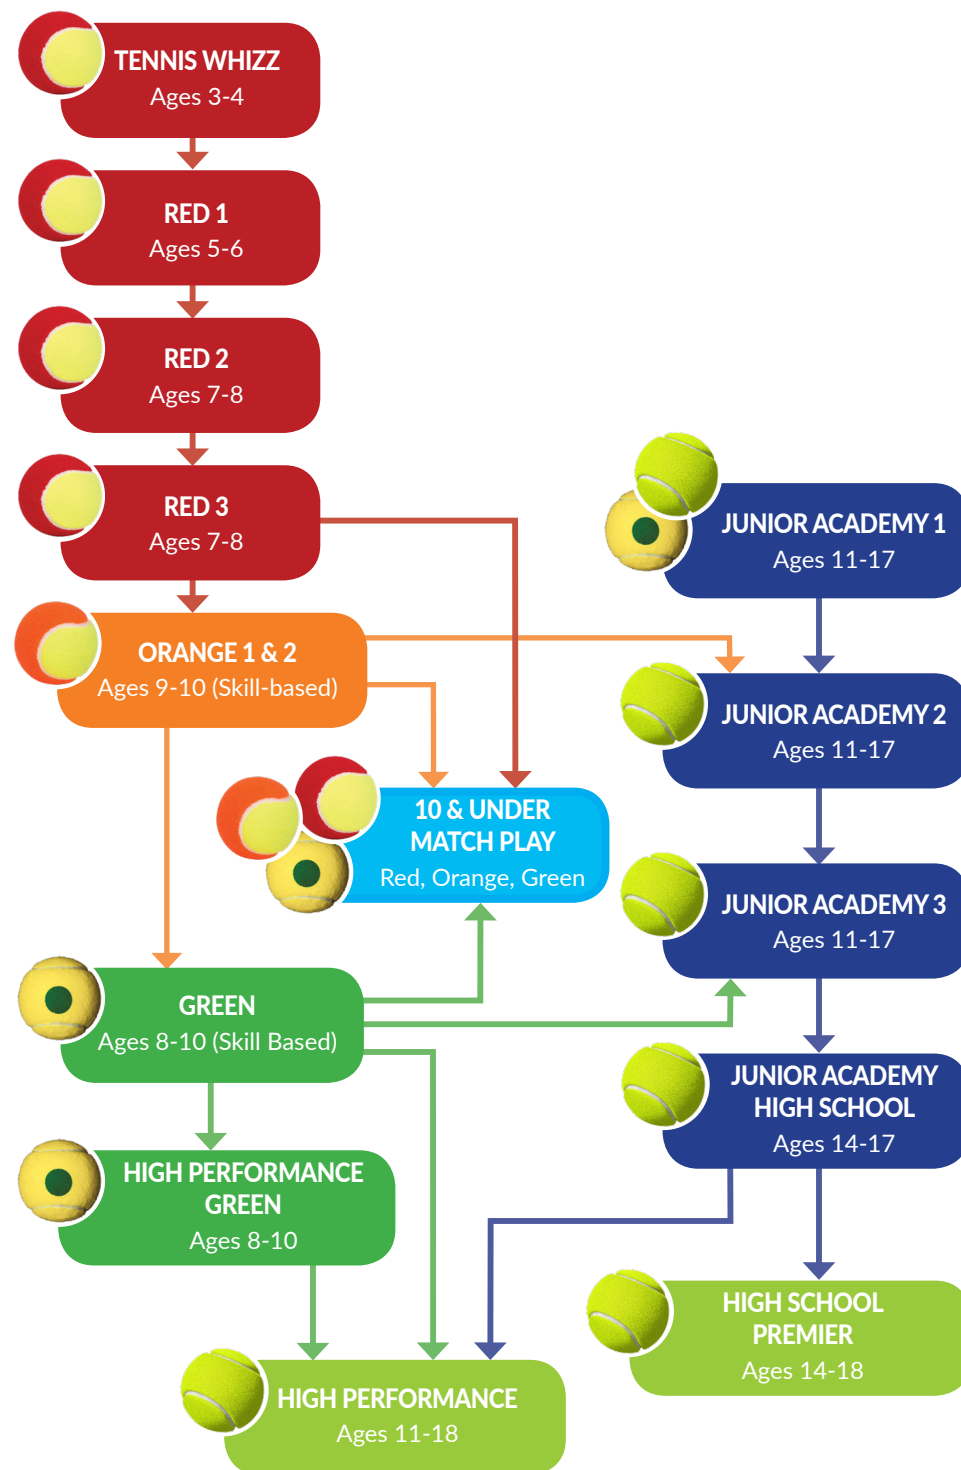 TENNIS WHIZZ
Ages 3-4
RED 1
Ages 5-6
RED 2
Ages 7-8
RED 3
Ages 7-8
ORANGE 1 & 2
Ages 9-10 (Skill-based)
10 & UNDER
MATCH PLAY
Red, Orange, Green
GREEN
Ages 8-10 (Skill Based)
HIGH PERFORMANCE
GREEN
Ages 8-10
HIGH PERFORMANCE
Ages 11-18
JUNIOR ACADEMY 1
Ages 11-17
JUNIOR ACADEMY 2
Ages 11-17
JUNIOR ACADEMY 3
Ages 11-17
JUNIOR ACADEMY
HIGH SCHOOL
Ages 14-17
HIGH SCHOOL
PREMIER
Ages 14-18